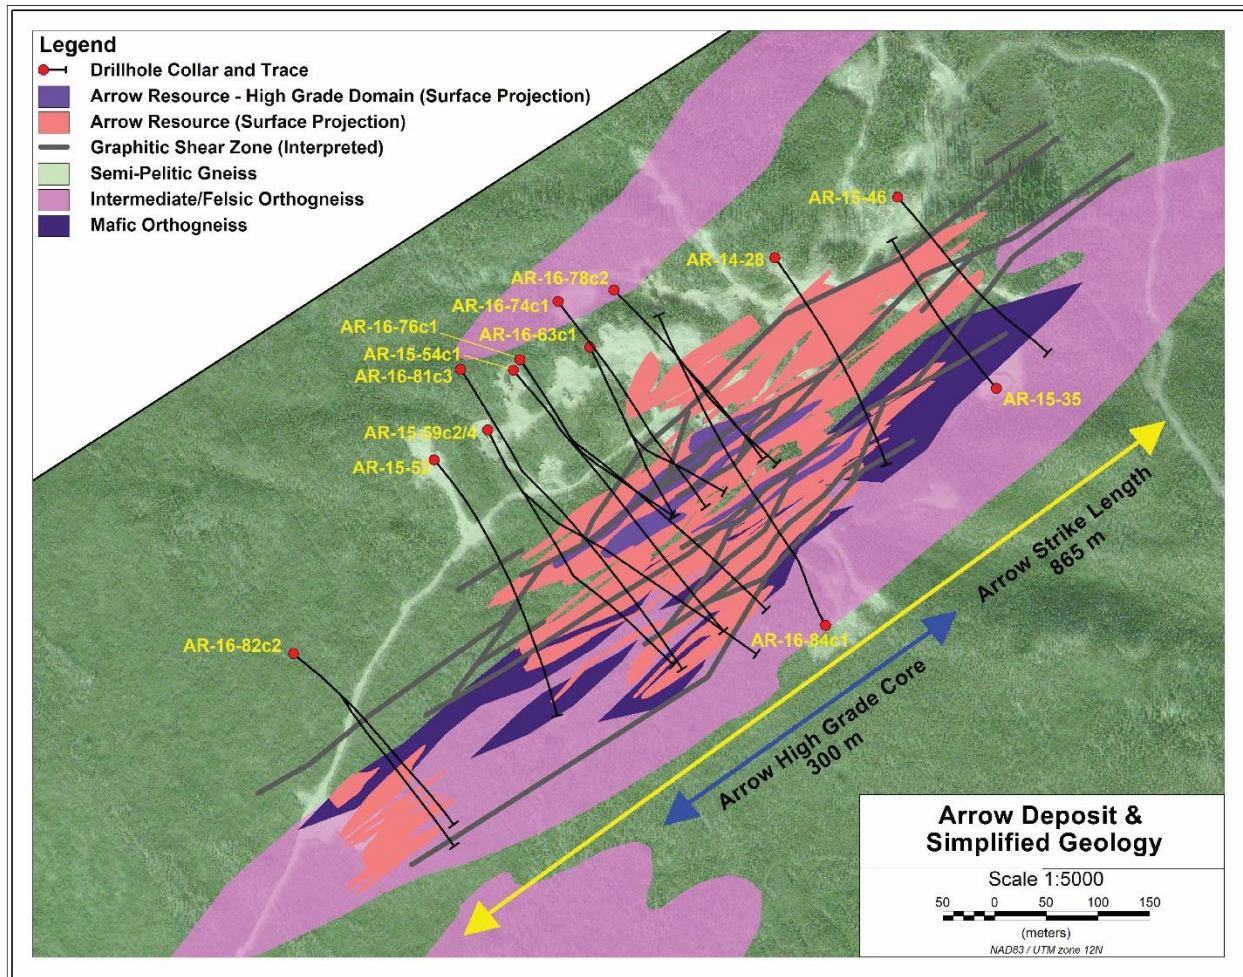 Legend
Drillhole Collar and Trace
Arrow Resource - High Grade Domain (Surface Projection)
Arrow Resource (Surface Projection)
Graphitic Shear Zone (Interpreted)
Semi-Pelitic Gneiss
Intermediate/Felsic Orthogneiss
Mafic Orthogneiss
AR-15-46
AR-14-28
AR-16-78c2
AR-16-74c1
AR-16-76c1
AR-16-63c1
AR-15-54c1
AR-16-81c3
AR-15-35
AR-15-59c2/4
AR-15-52
AR-16-84c1
AR-16-82c2
Arrow Strike Length
865 m
Arrow High Grade Core
300 m
Arrow Deposit &
Simplified Geology
Scale 1:5000
50 0 50 100 150
(meters)
NAD83 / UTM zone 12N